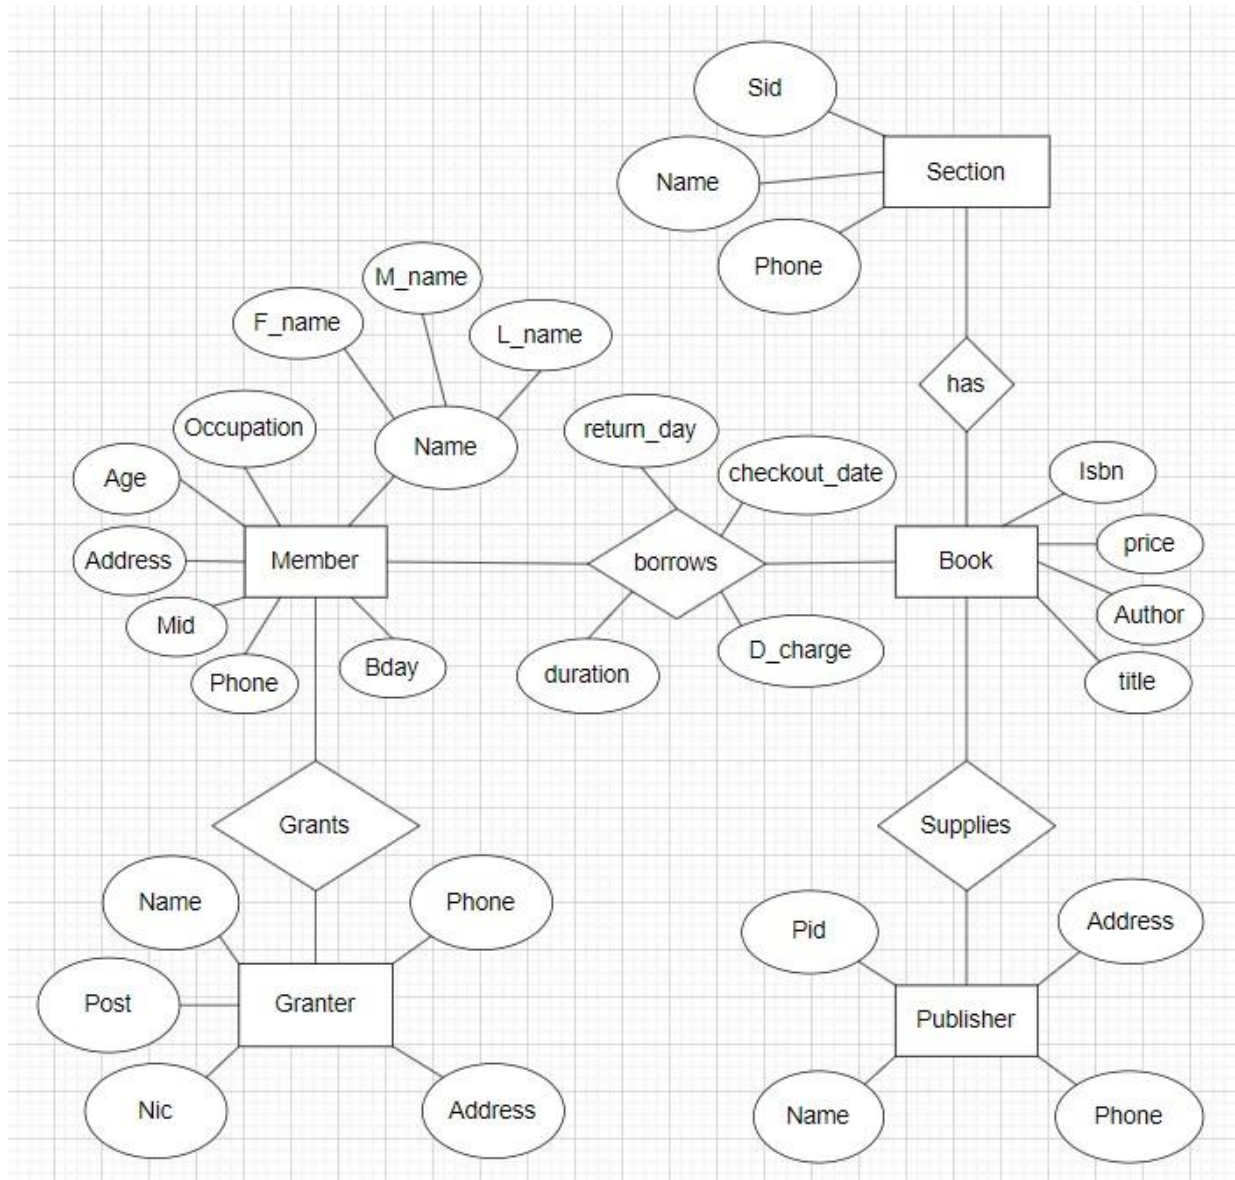 Sid
Section
Name
Phone
M_name
F_name
L_name
has
Occupation
Name
return_day
checkout_date
Isbn
Age
price
Address
Member
borrows
Book
Author
Mid
Phone
Bday
duration
D_charge
title
Grants
Supplies
Name
Phone
Pid
Address
Post
Granter
Publisher
Nic
Address
Name
Phone